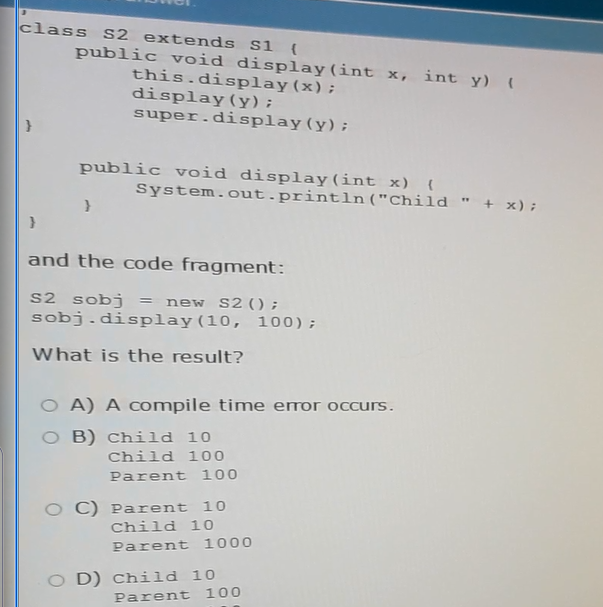 class S2 extends S1 {
public void display(int x, int y) {
this.display(x);
display(y);
super.display(y);
}
public void display(int x) {
System.out.println("Child " + x);
}
}
and the code fragment:
S2 sobj = new S2();
sobj.display(10, 100);
What is the result?
A) A compile time error occurs.
B) Child 10
Child 100
Parent 100
C) Parent 10
Child 10
Parent 1000
D) Child 10
Parent 100